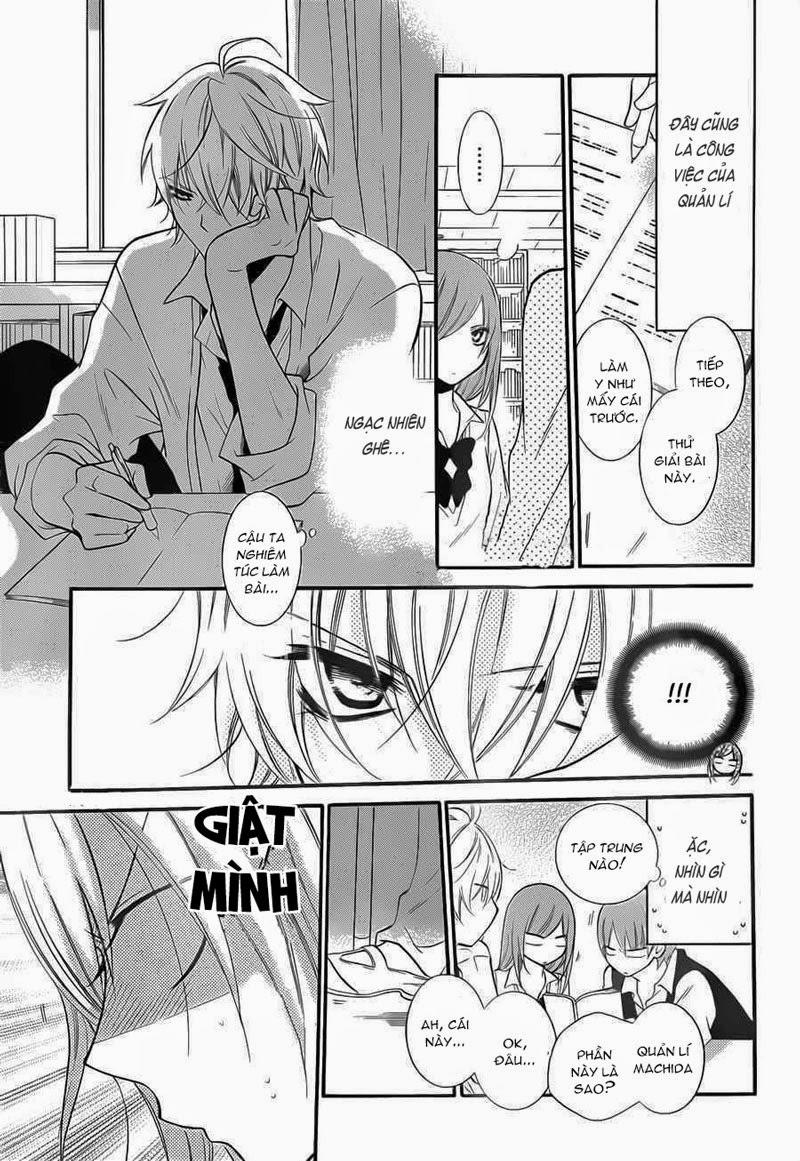 ĐÂY CŨNG
LÀ CÔNG
VIỆC CỦA
QUẢN LÍ
TIẾP
THEO,
THỬ
GIẢI BÀI
NÀY.
LÀM
Y NHƯ
MẤY CÁI
TRƯỚC.
......
NGẠC NHIÊN
GHÊ...
CẬU TA
NGHIÊM
TÚC LÀM
BÀI...
!!!
ẶC,
NHÌN GÌ
MÀ NHÌN
TẬP TRUNG
NÀO!
QUẢN LÍ
MACHIDA
PHẦN
NÀY LÀ
SAO?
OK,
ĐÂU...
AH, CÁI
NÀY...
GIẬT
MÌNH